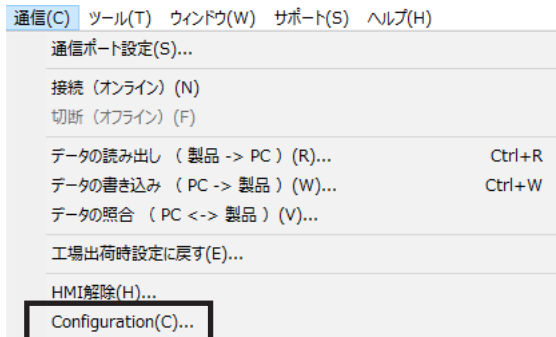 通信(C) ツール(T) ウィンドウ(W) サポート(S) ヘルプ(H)
通信ポート設定(S)...
接続（オンライン）(N)
切断（オフライン）(F)
データの読み出し （ 製品 -> PC ）(R)... Ctrl+R
データの書き込み （ PC -> 製品 ）(W)... Ctrl+W
データの照合 （ PC <-> 製品 ）(V)...
工場出荷時設定に戻す(E)...
HMI解除(H)...
Configuration(C)...